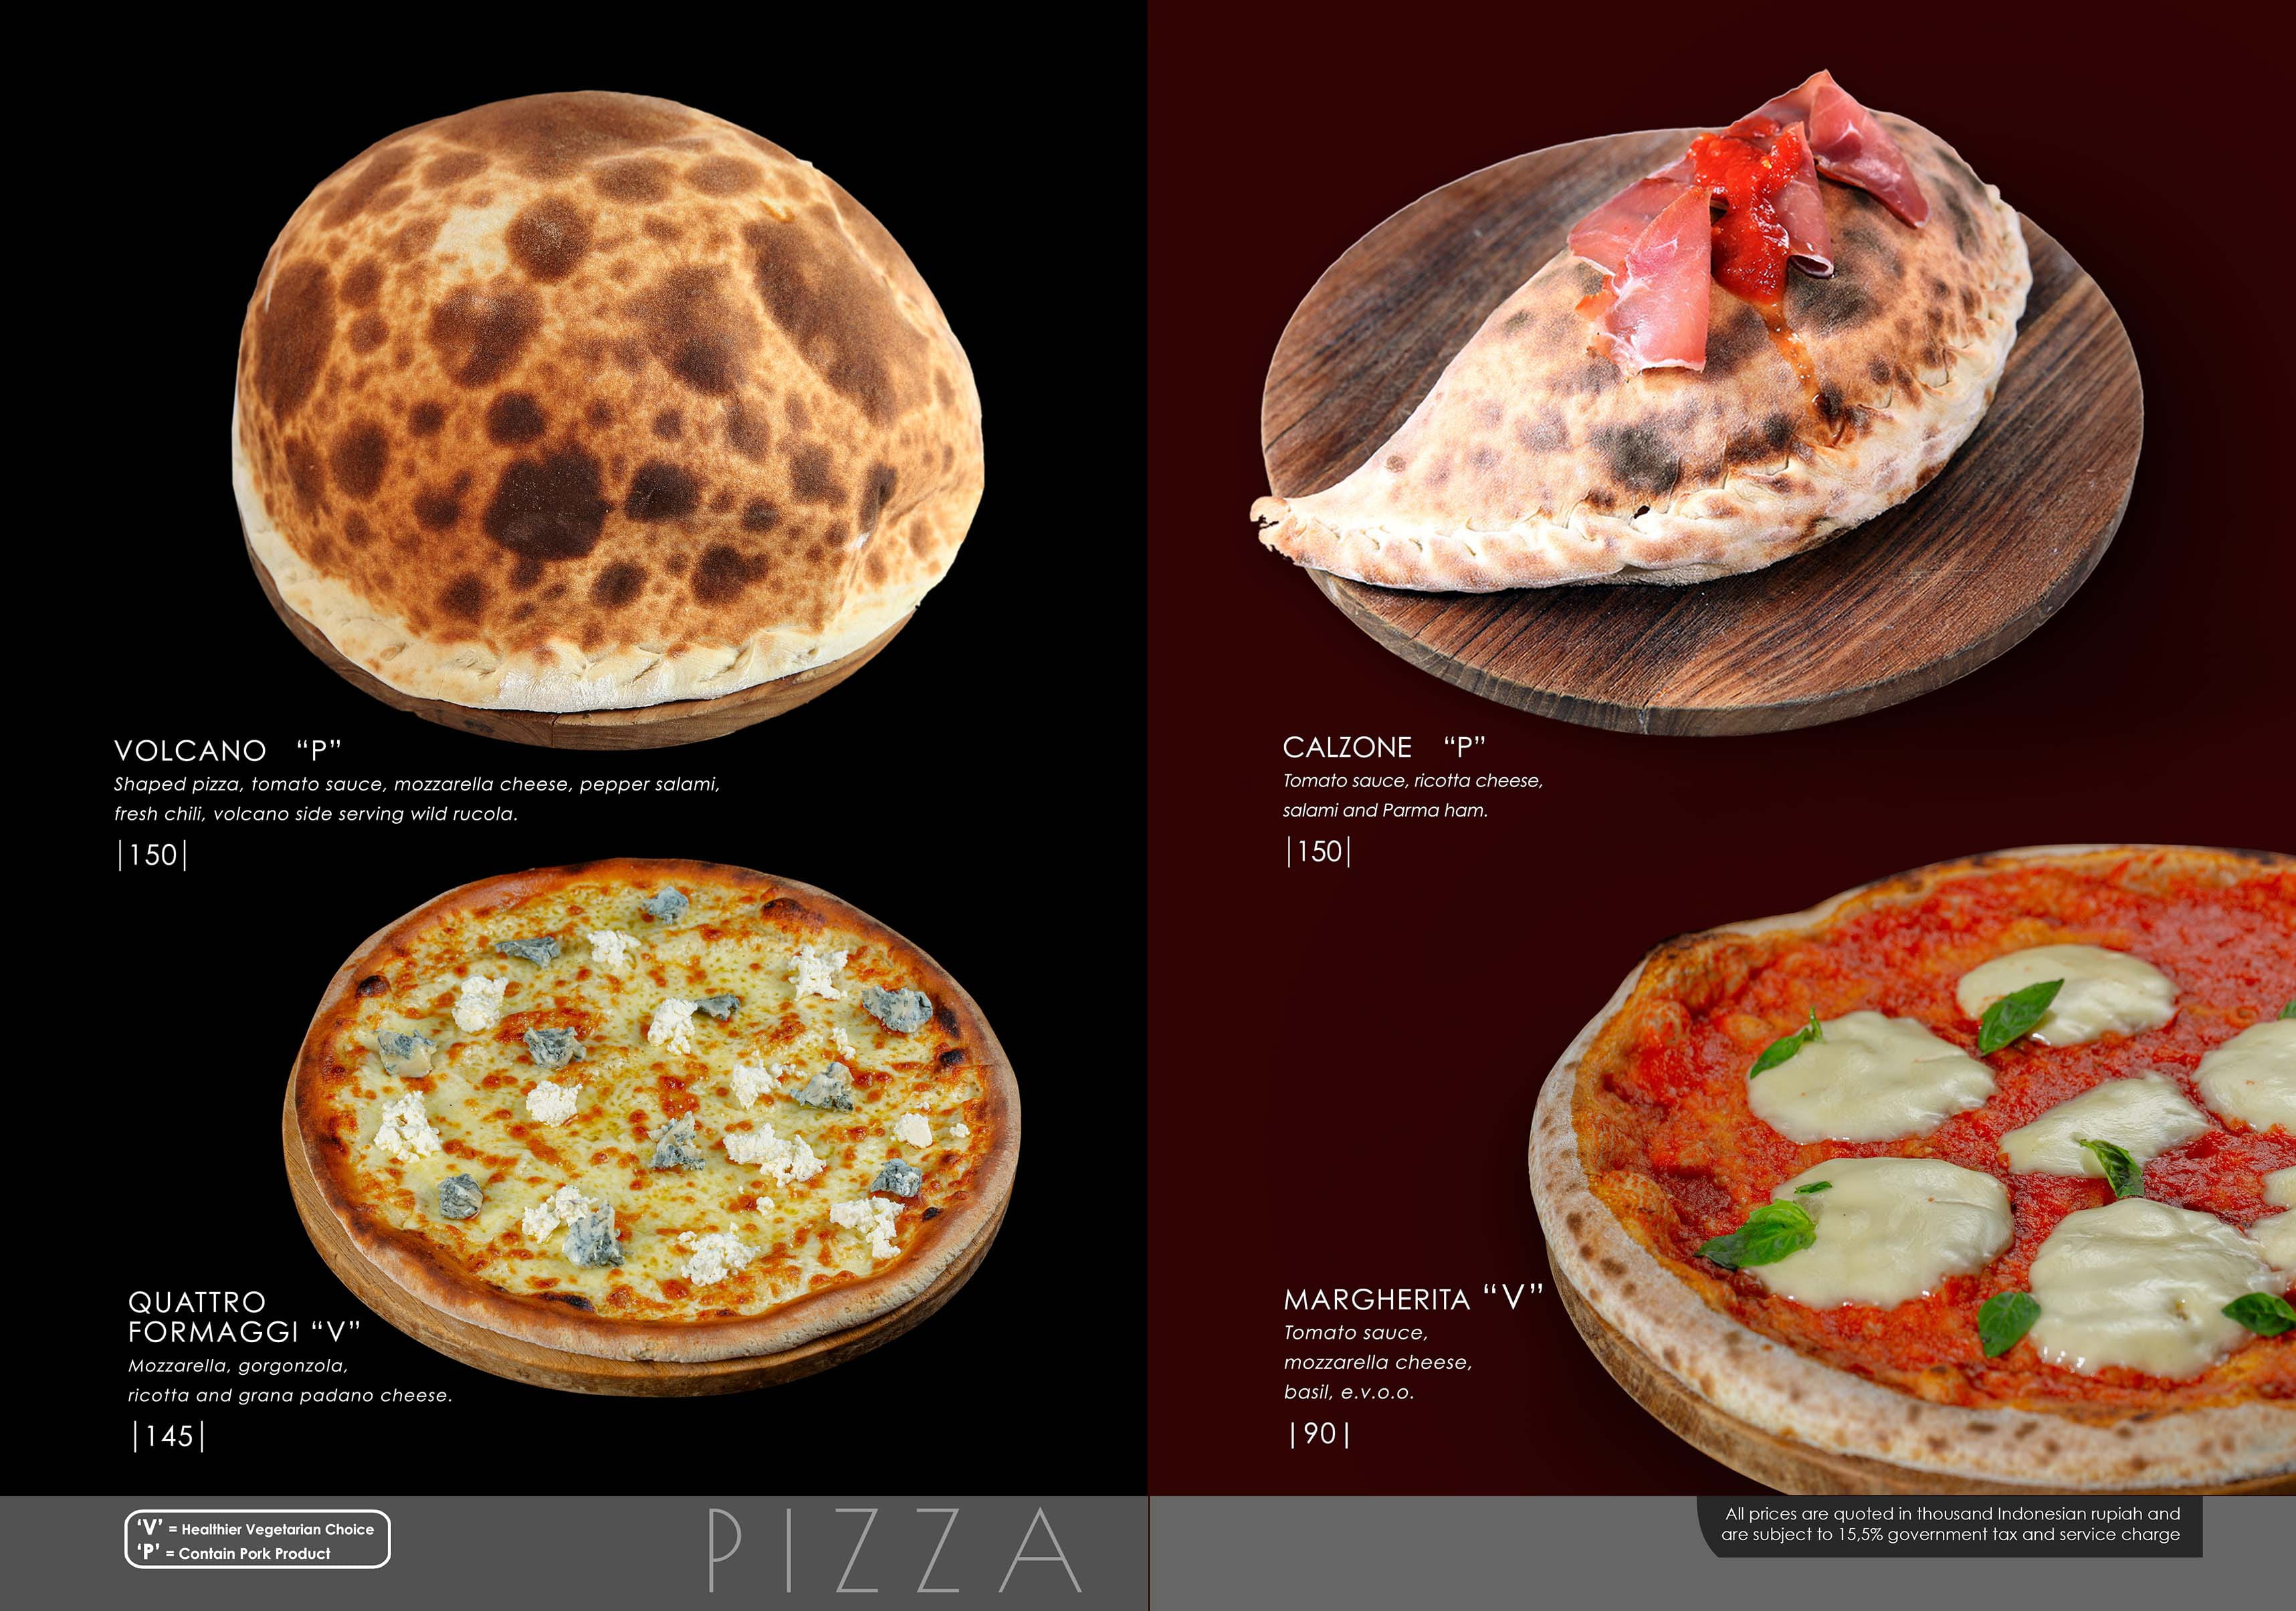 VOLCANO “P”
Shaped pizza, tomato sauce, mozzarella cheese, pepper salami,
fresh chili, volcano side serving wild rucola.
|150|
QUATTRO
FORMAGGI “V”
Mozzarella, gorgonzola,
ricotta and grana padano cheese.
|145|
CALZONE “P”
Tomato sauce, ricotta cheese,
salami and Parma ham.
|150|
MARGHERITA “V”
Tomato sauce,
mozzarella cheese,
basil, e.v.o.o.
|90|
‘V’ = Healthier Vegetarian Choice
‘P’ = Contain Pork Product
PIZZA
All prices are quoted in thousand Indonesian rupiah and
are subject to 15,5% government tax and service charge